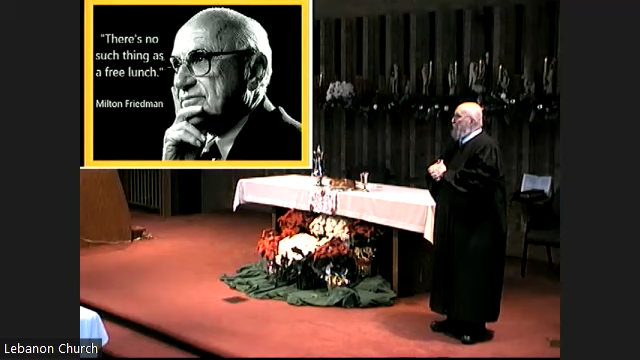 "There's no
such thing as
a free lunch."
Milton Friedman
Lebanon Church